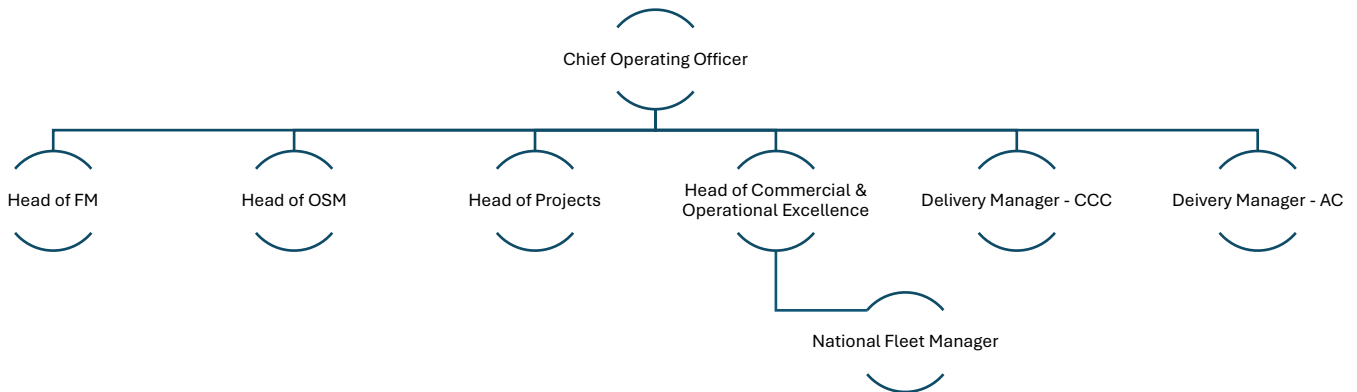 Chief Operating Officer
Head of FM
Head of OSM
Head of Projects
Head of Commercial &
Operational Excellence
Delivery Manager - CCC
Deivery Manager - AC
National Fleet Manager